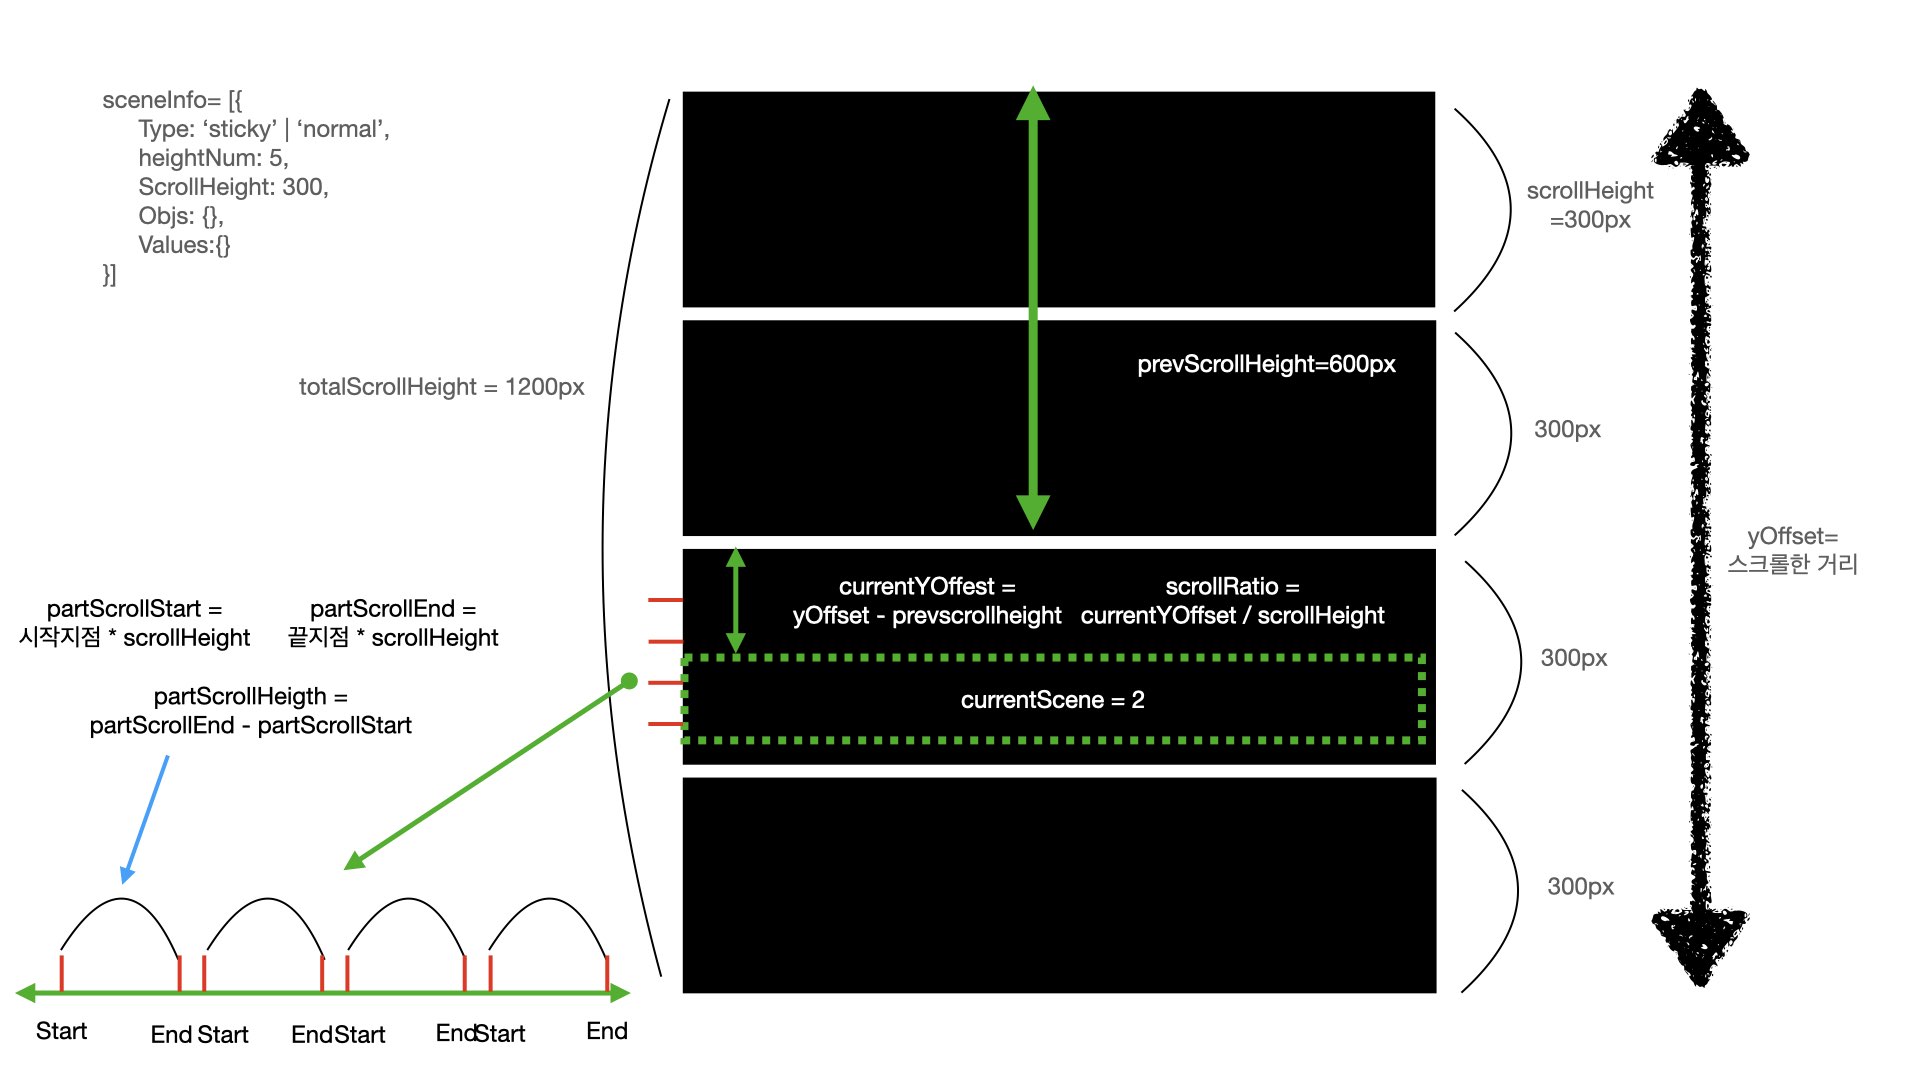 sceneInfo= [{
Type: ‘sticky’ | ‘normal’,
heightNum: 5,
ScrollHeight: 300,
Objs: {},
Values:{}
}]
totalScrollHeight = 1200px
scrollHeight
=300px
prevScrollHeight=600px
300px
yOffset=
스크롤한 거리
currentYOffest =
yOffset - prevscrollheight
scrollRatio =
currentYOffset / scrollHeight
300px
currentScene = 2
partScrollStart =
시작지점 * scrollHeight
partScrollEnd =
끝지점 * scrollHeight
partScrollHeigth =
partScrollEnd - partScrollStart
300px
Start
End
Start
End
Start
End
Start
End